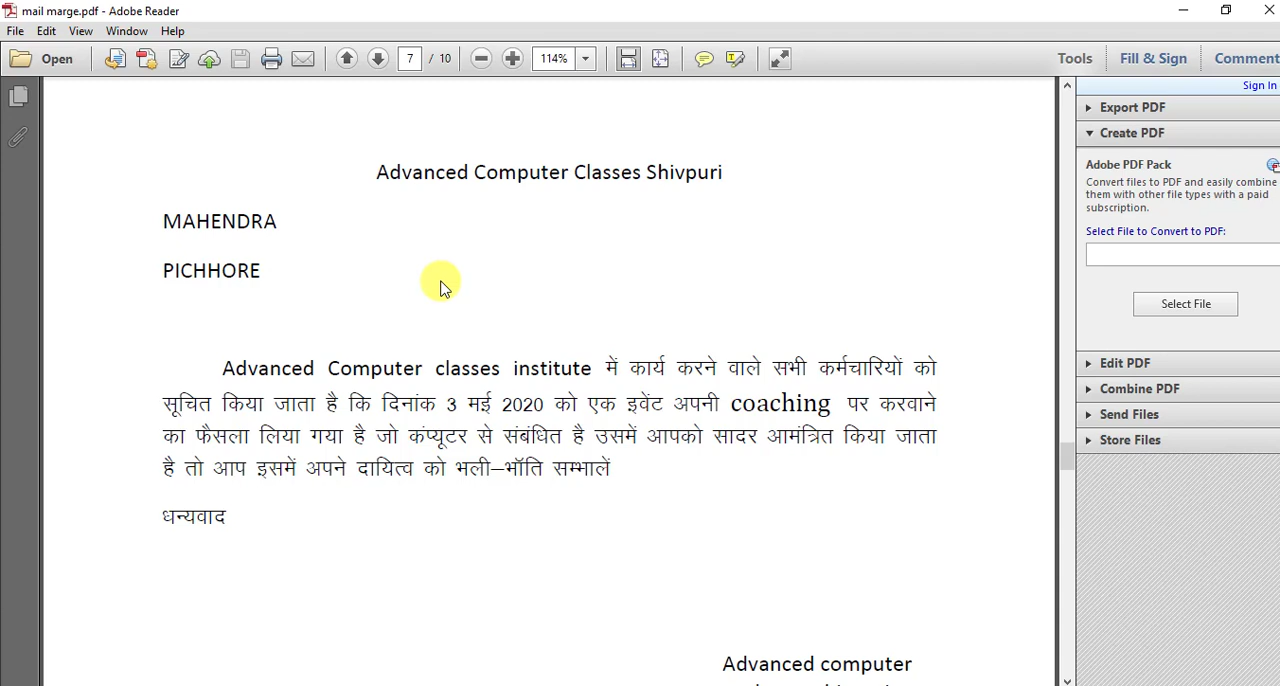 mail marge.pdf - Adobe Reader
File Edit View Window Help
Open 7 / 10 114% Tools Fill & Sign Comment
Sign In
Export PDF
Create PDF
Adobe PDF Pack
Convert files to PDF and easily combine
them with other file types with a paid
subscription.
Select File to Convert to PDF:
Select File
Edit PDF
Combine PDF
Send Files
Store Files
Advanced Computer Classes Shivpuri
MAHENDRA
PICHHORE
Advanced Computer classes institute में कार्य करने वाले सभी कर्मचारियों को
सूचित किया जाता है कि दिनांक 3 मई 2020 को एक इवेंट अपनी coaching पर करवाने
का फैसला लिया गया है जो कंप्यूटर से संबंधित है उसमें आपको सादर आमंत्रित किया जाता
है तो आप इसमें अपने दायित्व को भली–भॉति सम्भालें
धन्यवाद
Advanced computer